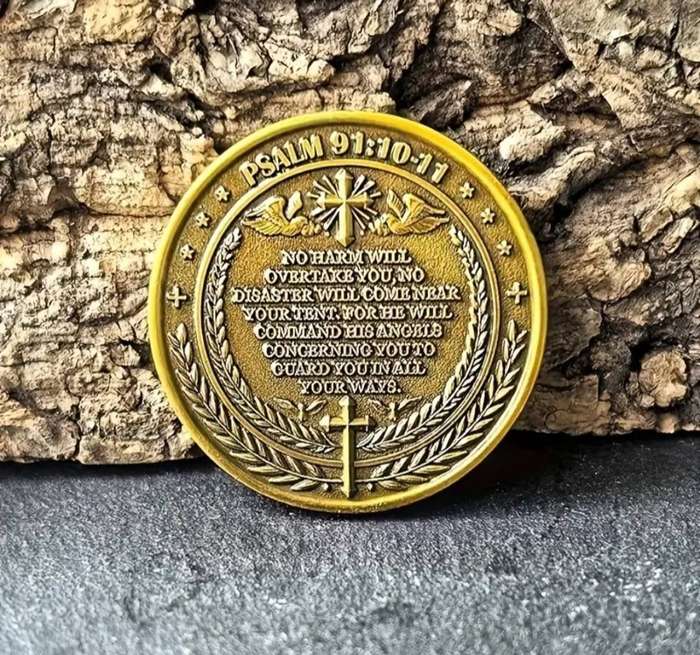 PSALM 91:10-11
NO HARM WILL
OVERTAKE YOU, NO
DISASTER WILL COME NEAR
YOUR TENT. FOR HE WILL
COMMAND HIS ANGELS
CONCERNING YOU TO
GUARD YOU IN ALL
YOUR WAYS.